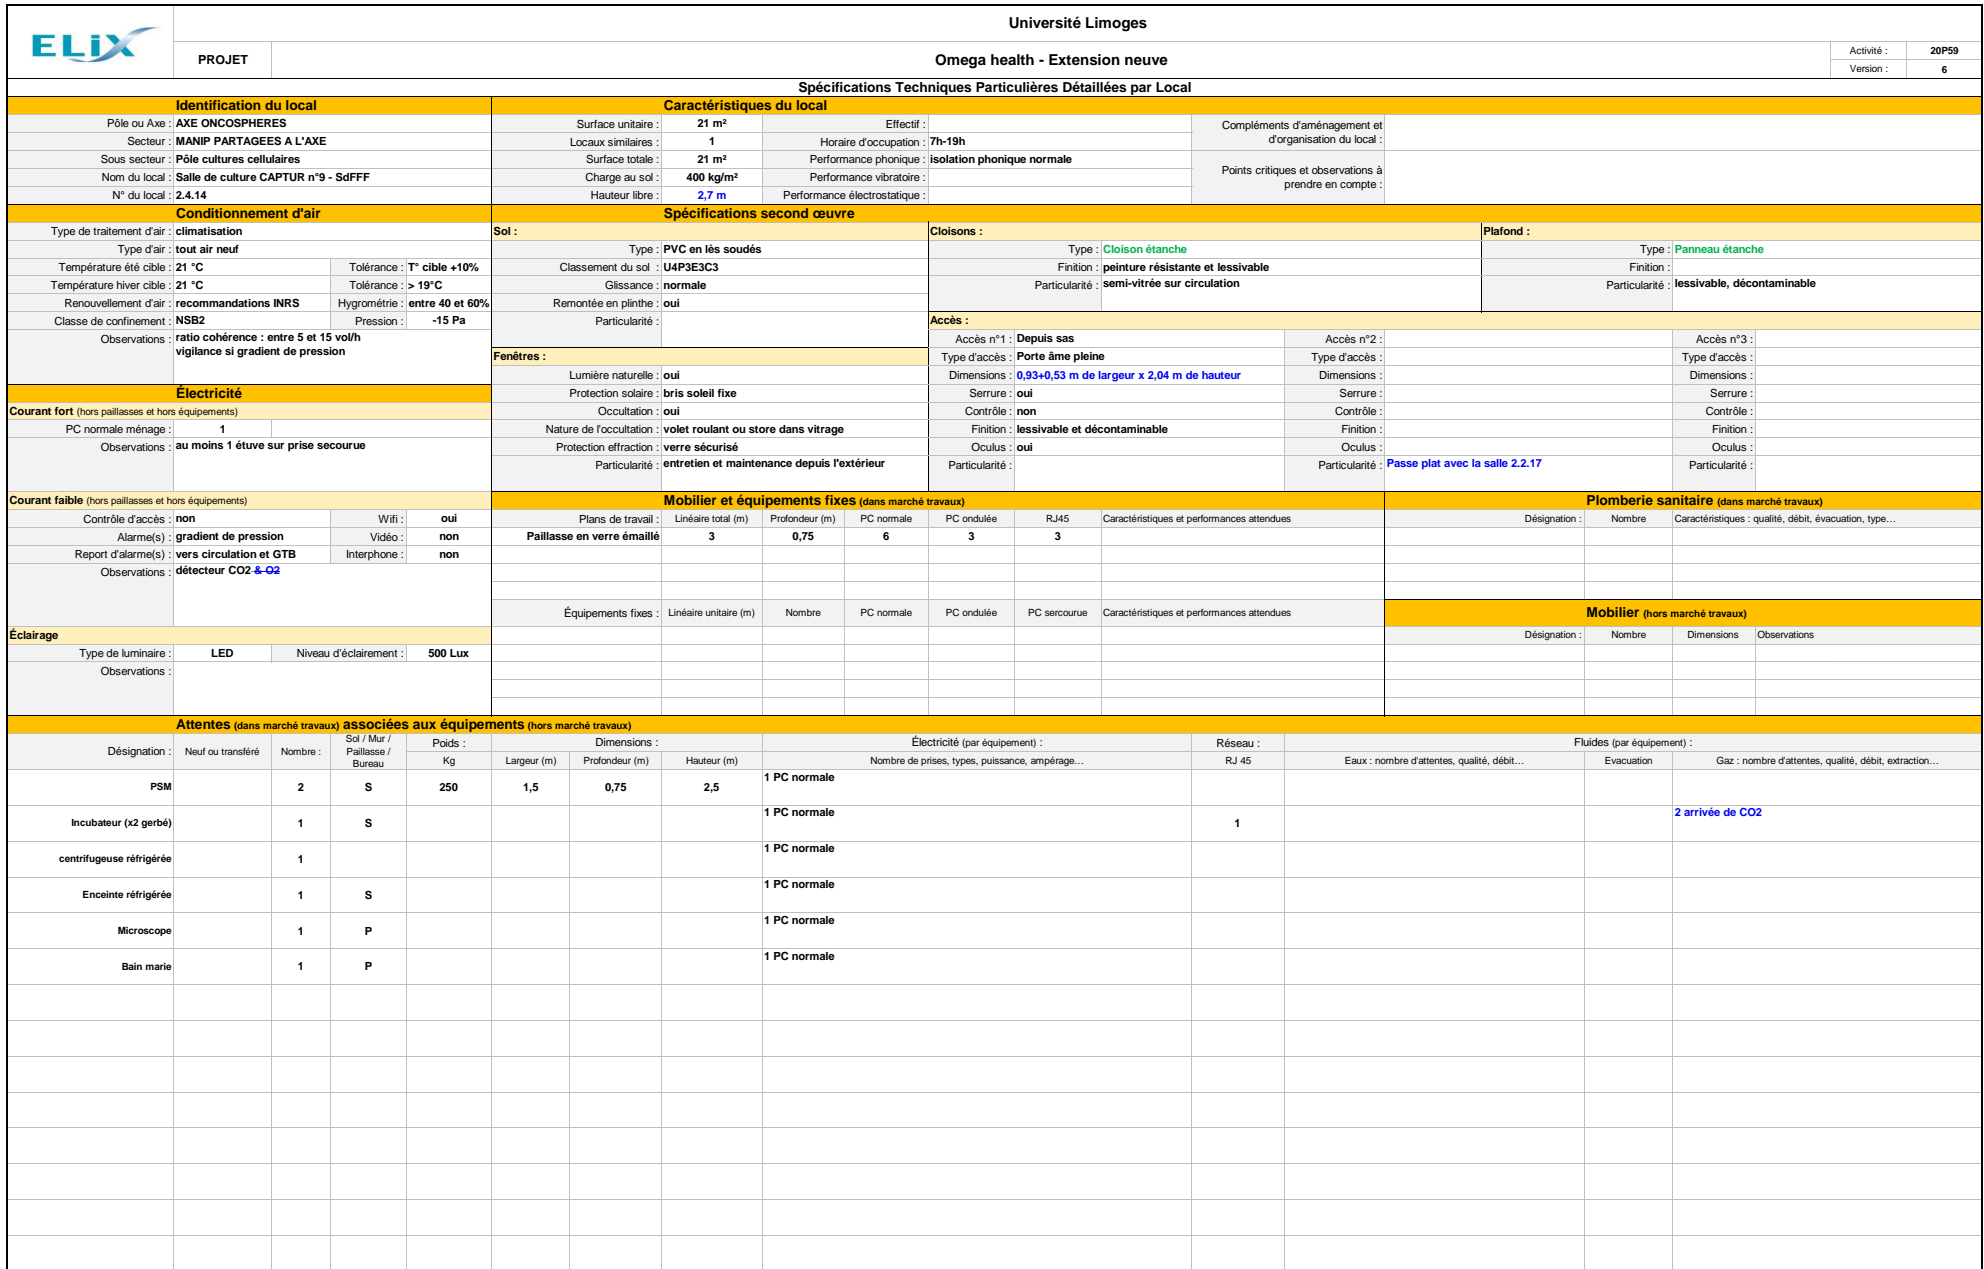 ELiX
Université Limoges
PROJET
Omega health - Extension neuve
Activité : 20P59
Version : 6
Spécifications Techniques Particulières Détaillées par Local
Identification du local
Caractéristiques du local
Pôle ou Axe : AXE ONCOSPHERES
Surface unitaire : 21 m²
Effectif :
Compléments d'aménagement et
d'organisation du local :
Secteur : MANIP PARTAGEES A L'AXE
Locaux similaires : 1
Horaire d'occupation : 7h-19h
Sous secteur : Pôle cultures cellulaires
Surface totale : 21 m²
Performance phonique : isolation phonique normale
Points critiques et observations à
prendre en compte :
Nom du local : Salle de culture CAPTUR n°9 - SdFFF
Charge au sol : 400 kg/m²
Performance vibratoire :
N° du local : 2.4.14
Hauteur libre : 2,7 m
Performance électrostatique :
Conditionnement d'air
Spécifications second œuvre
Type de traitement d'air : climatisation
Type d'air : tout air neuf
Température été cible : 21 °C Tolérance : T° cible +10%
Température hiver cible : 21 °C Tolérance : > 19°C
Renouvellement d'air : recommandations INRS Hygrométrie : entre 40 et 60%
Classe de confinement : NSB2 Pression : -15 Pa
Observations : ratio cohérence : entre 5 et 15 vol/h
vigilance si gradient de pression
Sol :
Type : PVC en lès soudés
Classement du sol : U4P3E3C3
Glissance : normale
Remontée en plinthe : oui
Particularité :
Cloisons :
Type : Cloison étanche
Finition : peinture résistante et lessivable
Particularité : semi-vitrée sur circulation
Plafond :
Type : Panneau étanche
Finition :
Particularité : lessivable, décontaminable
Fenêtres :
Lumière naturelle : oui
Protection solaire : bris soleil fixe
Occultation : oui
Nature de l'occultation : volet roulant ou store dans vitrage
Protection effraction : verre sécurisé
Particularité : entretien et maintenance depuis l'extérieur
Accès :
Accès n°1 : Depuis sas
Type d'accès : Porte âme pleine
Dimensions : 0,93+0,53 m de largeur x 2,04 m de hauteur
Serrure : oui
Contrôle : non
Finition : lessivable et décontaminable
Oculus : oui
Particularité :
Accès n°2 :
Type d'accès :
Dimensions :
Serrure :
Contrôle :
Finition :
Oculus :
Particularité : Passe plat avec la salle 2.2.17
Accès n°3 :
Type d'accès :
Dimensions :
Serrure :
Contrôle :
Finition :
Oculus :
Particularité :
Électricité
Courant fort (hors paillasses et hors équipements)
PC normale ménage : 1
Observations : au moins 1 étuve sur prise secourue
Courant faible (hors paillasses et hors équipements)
Contrôle d'accès : non Wifi : oui
Alarme(s) : gradient de pression Vidéo : non
Report d'alarme(s) : vers circulation et GTB Interphone : non
Observations : détecteur CO2 & O2
Éclairage
Type de luminaire : LED Niveau d'éclairement : 500 Lux
Observations :
Mobilier et équipements fixes (dans marché travaux)
Plans de travail : Linéaire total (m) Profondeur (m) PC normale PC ondulée RJ45 Caractéristiques et performances attendues
Paillasse en verre émaillé 3 0,75 6 3 3
Équipements fixes : Linéaire unitaire (m) Nombre PC normale PC ondulée PC sercourue Caractéristiques et performances attendues
Plomberie sanitaire (dans marché travaux)
Désignation : Nombre Caractéristiques : qualité, débit, évacuation, type…
Mobilier (hors marché travaux)
Désignation : Nombre Dimensions Observations
Attentes (dans marché travaux) associées aux équipements (hors marché travaux)
Désignation : Neuf ou transféré Nombre :
Sol / Mur /
Paillasse /
Bureau
Poids : Dimensions : Électricité (par équipement) : Réseau : Fluides (par équipement) :
Kg Largeur (m) Profondeur (m) Hauteur (m) Nombre de prises, types, puissance, ampérage… RJ 45 Eaux : nombre d'attentes, qualité, débit… Evacuation Gaz : nombre d'attentes, qualité, débit, extraction…
PSM 2 S 250 1,5 0,75 2,5 1 PC normale
Incubateur (x2 gerbé) 1 S 1 PC normale 1 2 arrivée de CO2
centrifugeuse réfrigérée 1 1 PC normale
Enceinte réfrigérée 1 S 1 PC normale
Microscope 1 P 1 PC normale
Bain marie 1 P 1 PC normale